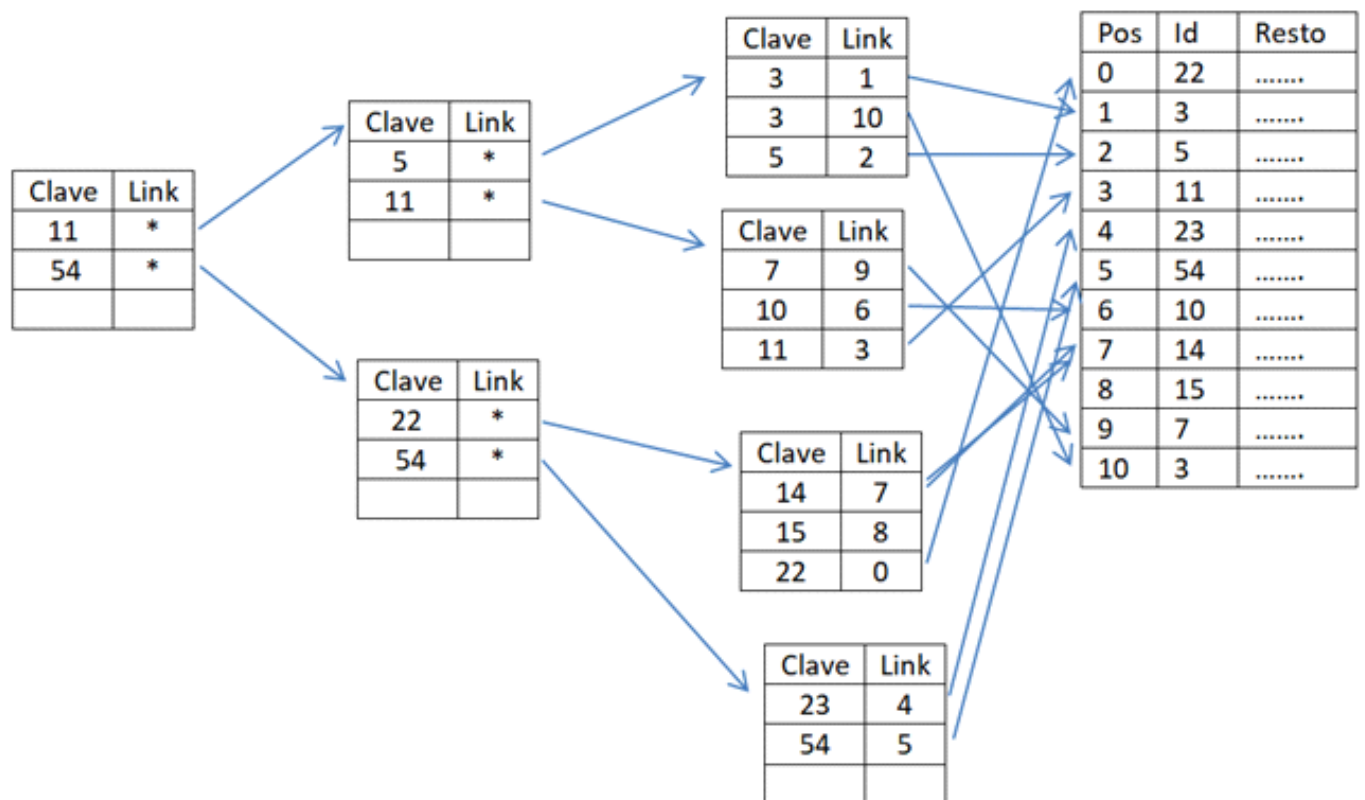 Clave Link
11 *
54 *
Clave Link
5 *
11 *
Clave Link
22 *
54 *
Clave Link
3 1
3 10
5 2
Clave Link
7 9
10 6
11 3
Clave Link
14 7
15 8
22 0
Clave Link
23 4
54 5
Pos Id Resto
0 22 .......
1 3 .......
2 5 .......
3 11 .......
4 23 .......
5 54 .......
6 10 .......
7 14 .......
8 15 .......
9 7 .......
10 3 .......